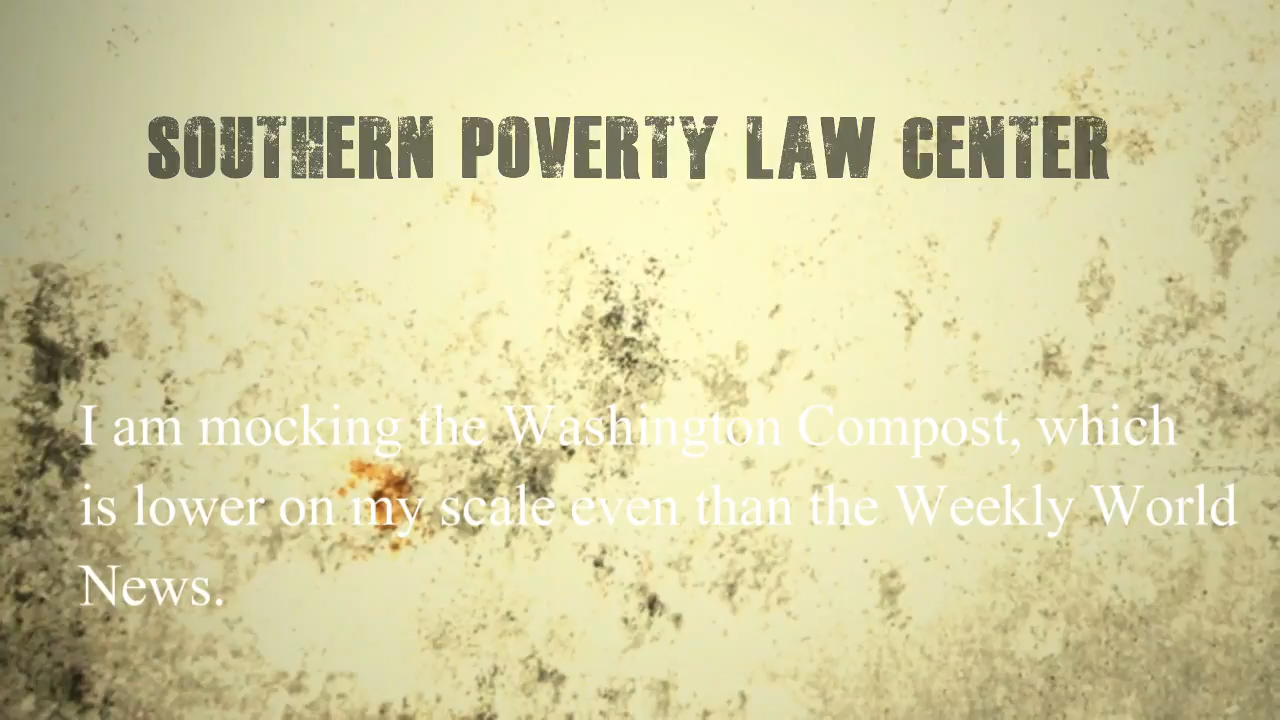 SOUTHERN POVERTY LAW CENTER
I am mocking the Washington Compost, which
is lower on my scale even than the Weekly World
News.